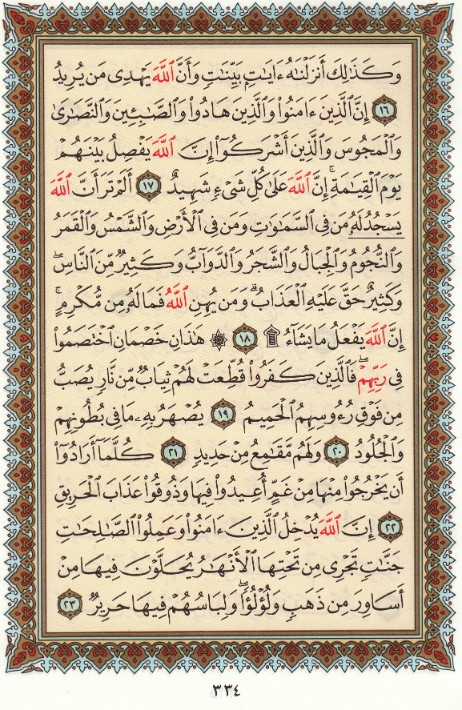 وَكَذَٰلِكَ أَنزَلْنَٰهُ ءَايَٰتٍۭ بَيِّنَٰتٍ وَأَنَّ ٱللَّهَ يَهْدِى مَن يُرِيدُ
١٦ إِنَّ ٱلَّذِينَ ءَامَنُوا۟ وَٱلَّذِينَ هَادُوا۟ وَٱلصَّٰبِـِٔينَ وَٱلنَّصَٰرَىٰ
وَٱلْمَجُوسَ وَٱلَّذِينَ أَشْرَكُوٓا۟ إِنَّ ٱللَّهَ يَفْصِلُ بَيْنَهُمْ
يَوْمَ ٱلْقِيَٰمَةِ ۚ إِنَّ ٱللَّهَ عَلَىٰ كُلِّ شَىْءٍ شَهِيدٌ ١٧ أَلَمْ تَرَ أَنَّ ٱللَّهَ
يَسْجُدُ لَهُۥ مَن فِى ٱلسَّمَٰوَٰتِ وَمَن فِى ٱلْأَرْضِ وَٱلشَّمْسُ وَٱلْقَمَرُ
وَٱلنُّجُومُ وَٱلْجِبَالُ وَٱلشَّجَرُ وَٱلدَّوَآبُّ وَكَثِيرٌ مِّنَ ٱلنَّاسِ ۖ
وَكَثِيرٌ حَقَّ عَلَيْهِ ٱلْعَذَابُ ۗ وَمَن يُهِنِ ٱللَّهُ فَمَا لَهُۥ مِن مُّكْرِمٍ ۚ
إِنَّ ٱللَّهَ يَفْعَلُ مَا يَشَآءُ ۩ ١٨ ۞ هَٰذَانِ خَصْمَانِ ٱخْتَصَمُوا۟
فِى رَبِّهِمْ ۖ فَٱلَّذِينَ كَفَرُوا۟ قُطِّعَتْ لَهُمْ ثِيَابٌ مِّن نَّارٍ يُصَبُّ
مِن فَوْقِ رُءُوسِهِمُ ٱلْحَمِيمُ ١٩ يُصْهَرُ بِهِۦ مَا فِى بُطُونِهِمْ
وَٱلْجُلُودُ ٢٠ وَلَهُم مَّقَٰمِعُ مِنْ حَدِيدٍ ٢١ كُلَّمَآ أَرَادُوٓا۟
أَن يَخْرُجُوا۟ مِنْهَا مِنْ غَمٍّ أُعِيدُوا۟ فِيهَا وَذُوقُوا۟ عَذَابَ ٱلْحَرِيقِ
٢٢ إِنَّ ٱللَّهَ يُدْخِلُ ٱلَّذِينَ ءَامَنُوا۟ وَعَمِلُوا۟ ٱلصَّٰلِحَٰتِ
جَنَّٰتٍ تَجْرِى مِن تَحْتِهَا ٱلْأَنْهَٰرُ يُحَلَّوْنَ فِيهَا مِنْ
أَسَاوِرَ مِن ذَهَبٍ وَلُؤْلُؤًا ۖ وَلِبَاسُهُمْ فِيهَا حَرِيرٌ ٢٣
٣٣٤